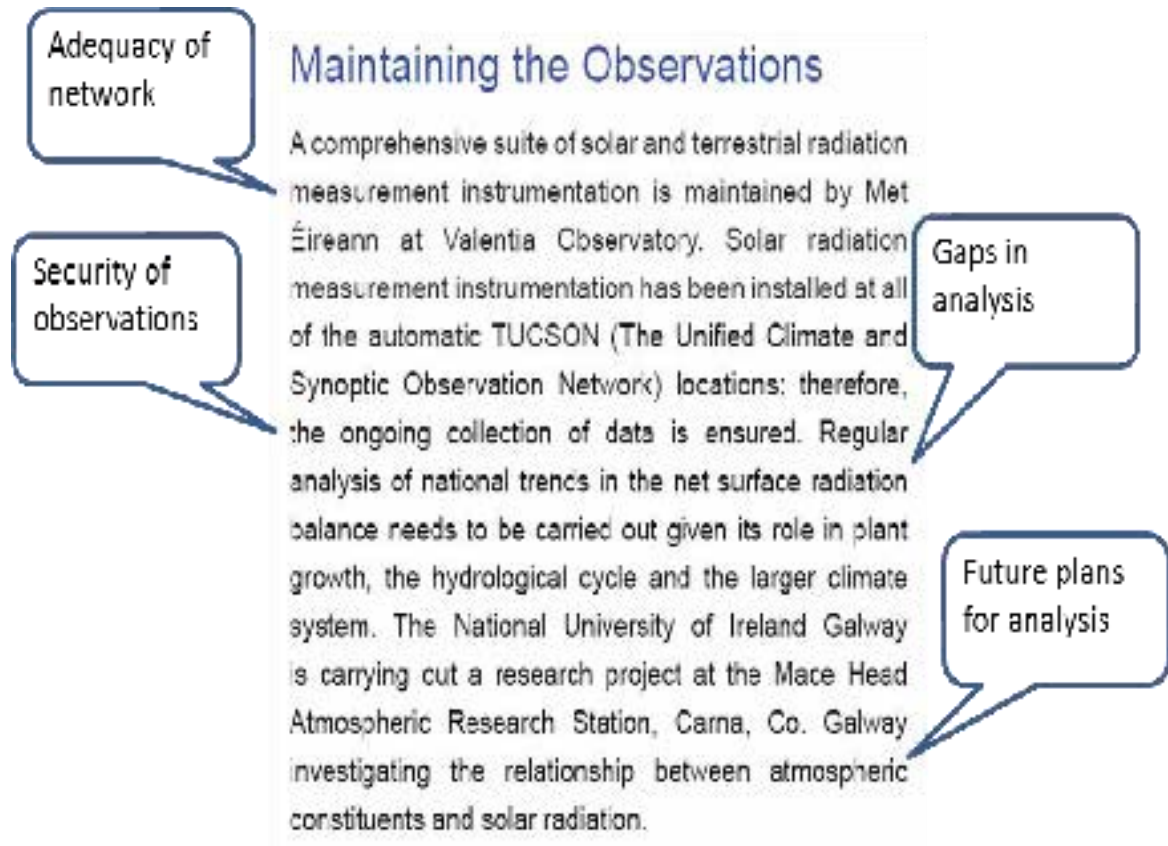 Adequacy of
network
Security of
observations
Maintaining the Observations
A comprehensive suite of solar and terrestrial radiation
measurement instrumentation is maintained by Met
Éireann at Valentia Observatory. Solar radiation
measurement instrumentation has been installed at all
of the automatic TUCSON (The Unified Climate and
Synoptic Observation Network) locations: therefore,
the ongoing collection of data is ensured. Regular
analysis of national trends in the net surface radiation
balance needs to be carried out given its role in plant
growth, the hydrological cycle and the larger climate
system. The National University of Ireland Galway
is carrying out a research project at the Mace Head
Atmospheric Research Station, Carna, Co. Galway
investigating the relationship between atmospheric
constituents and solar radiation.
Gaps in
analysis
Future plans
for analysis